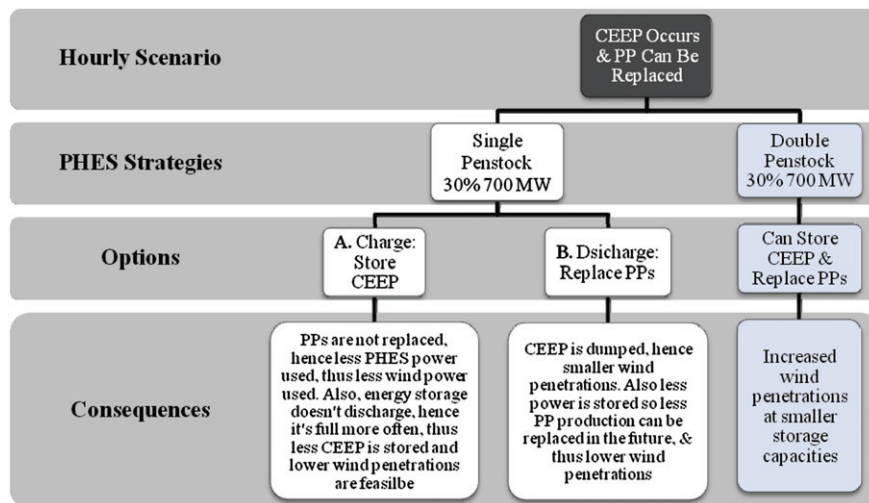 Hourly Scenario
CEEP Occurs
& PP Can Be
Replaced
PHES Strategies
Single
Penstock
30% 700 MW
Double
Penstock
30% 700 MW
Options
A. Charge:
Store
CEEP
B. Dsicharge:
Replace PPs
Can Store
CEEP &
Replace PPs
Consequences
PPs are not replaced,
hence less PHES power
used, thus less wind power
used. Also, energy storage
doesn't discharge, hence
it's full more often, thus
less CEEP is stored and
lower wind penetrations
are feasilbe
CEEP is dumped, hence
smaller wind
penetrations. Also less
power is stored so less
PP production can be
replaced in the future, &
thus lower wind
penetrations
Increased
wind
penetrations
at smaller
storage
capacities